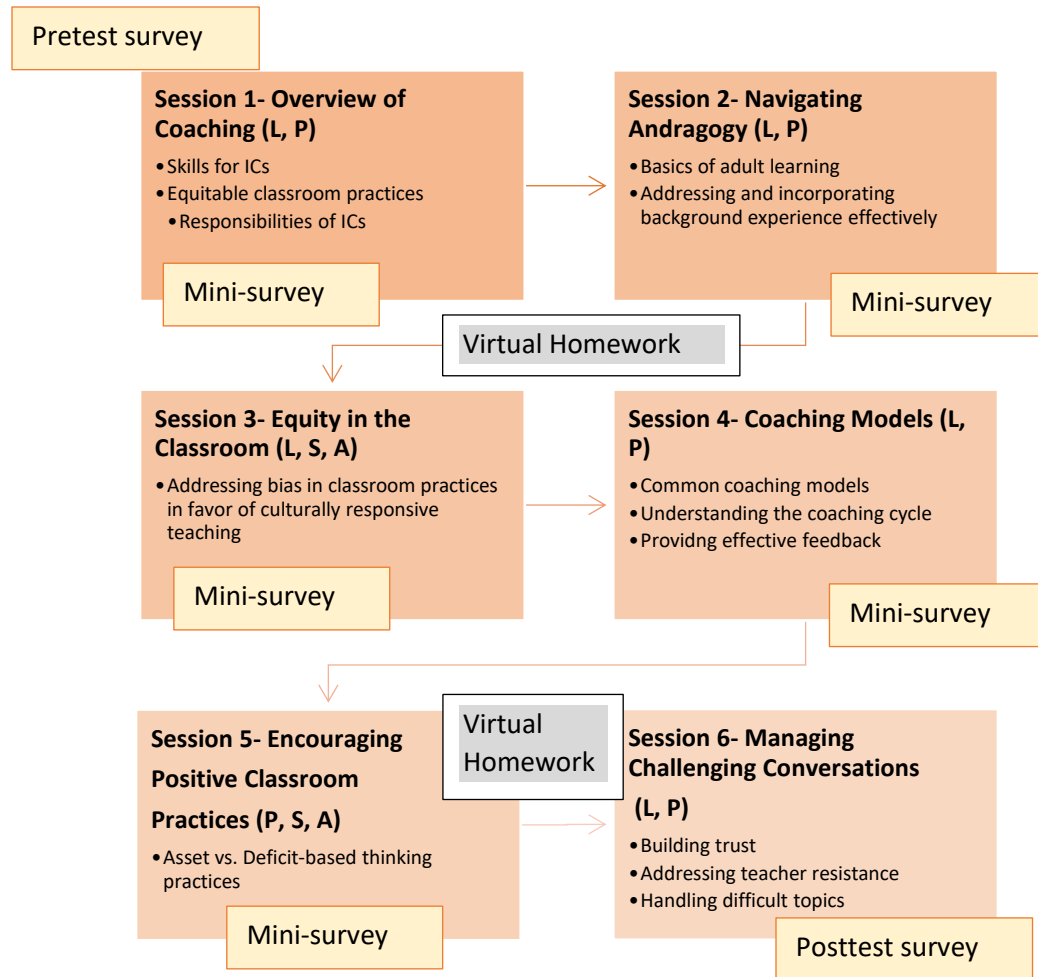 Pretest survey
Session 1- Overview of
Coaching (L, P)
•Skills for ICs
•Equitable classroom practices
•Responsibilities of ICs
Mini-survey
Session 2- Navigating
Andragogy (L, P)
•Basics of adult learning
•Addressing and incorporating
background experience effectively
Mini-survey
Virtual Homework
Session 3- Equity in the
Classroom (L, S, A)
•Addressing bias in classroom practices
in favor of culturally responsive
teaching
Mini-survey
Session 4- Coaching Models (L,
P)
•Common coaching models
•Understanding the coaching cycle
•Providng effective feedback
Mini-survey
Session 5- Encouraging
Positive Classroom
Practices (P, S, A)
•Asset vs. Deficit-based thinking
practices
Mini-survey
Virtual
Homework
Session 6- Managing
Challenging Conversations
(L, P)
•Building trust
•Addressing teacher resistance
•Handling difficult topics
Posttest survey